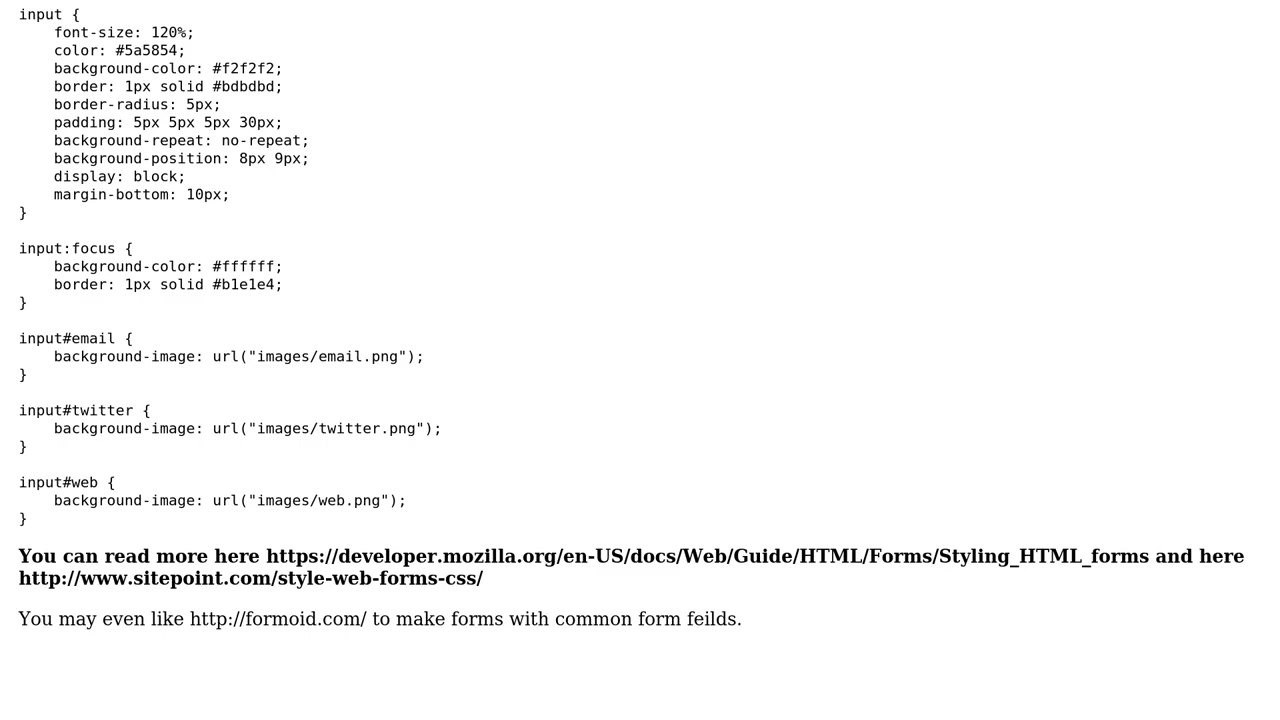 input {
    font-size: 120%;
    color: #5a5854;
    background-color: #f2f2f2;
    border: 1px solid #bdbdbd;
    border-radius: 5px;
    padding: 5px 5px 5px 30px;
    background-repeat: no-repeat;
    background-position: 8px 9px;
    display: block;
    margin-bottom: 10px;
}

input:focus {
    background-color: #ffffff;
    border: 1px solid #b1e1e4;
}

input#email {
    background-image: url("images/email.png");
}

input#twitter {
    background-image: url("images/twitter.png");
}

input#web {
    background-image: url("images/web.png");
}

You can read more here https://developer.mozilla.org/en-US/docs/Web/Guide/HTML/Forms/Styling_HTML_forms and here
http://www.sitepoint.com/style-web-forms-css/

You may even like http://formoid.com/ to make forms with common form feilds.